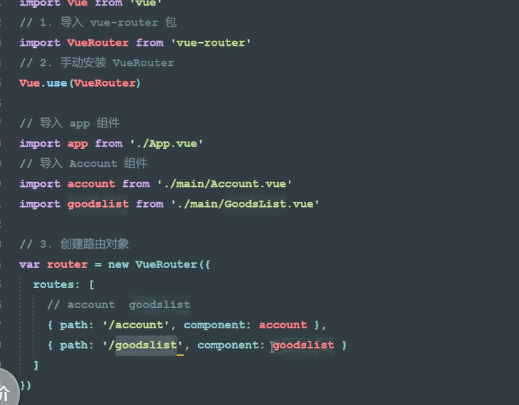 import Vue from 'vue'
// 1. 导入 vue-router 包
import VueRouter from 'vue-router'
// 2. 手动安装 VueRouter
Vue.use(VueRouter)
// 导入 app 组件
import app from './App.vue'
// 导入 Account 组件
import account from './main/Account.vue'
import goodslist from './main/GoodsList.vue'
// 3. 创建路由对象
var router = new VueRouter({
routes: [
// account goodslist
{ path: '/account', component: account },
{ path: '/goodslist', component: goodslist }
]
})